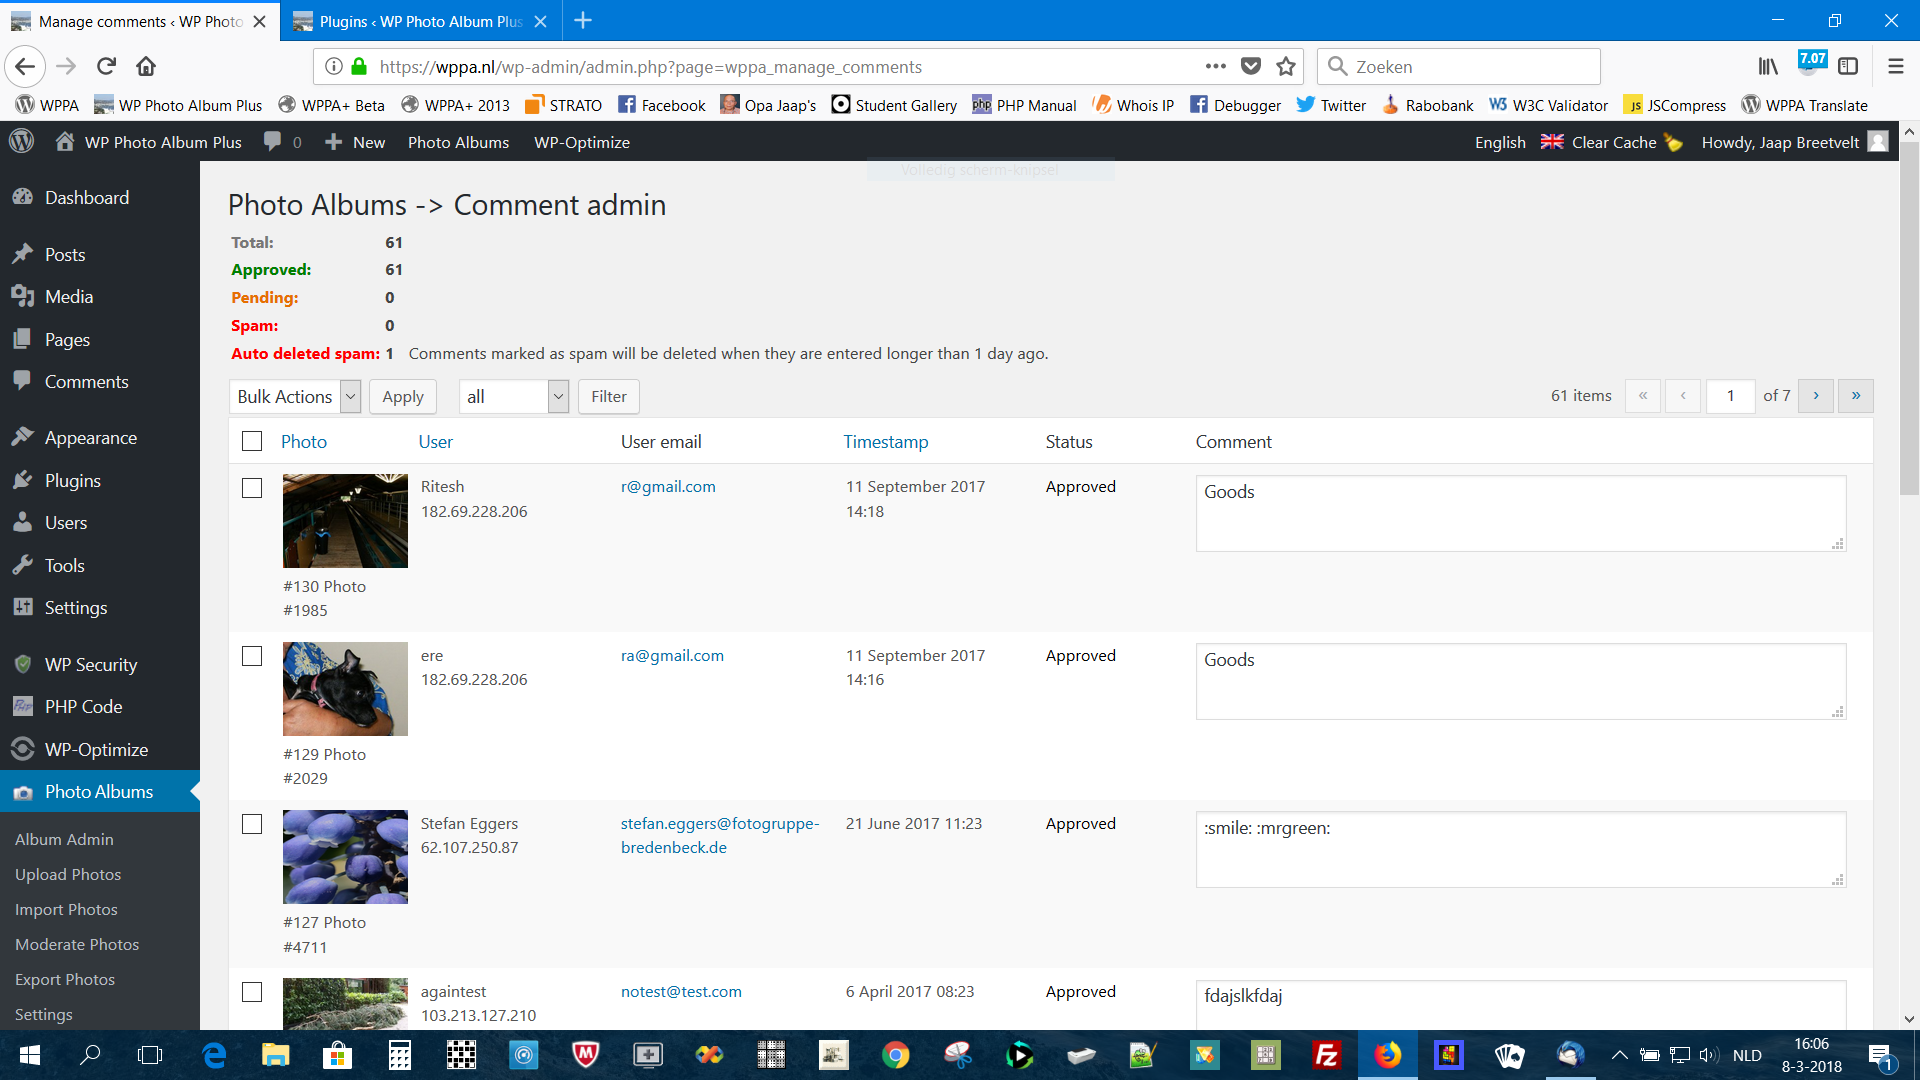 Manage comments ‹ WP Photo
Plugins ‹ WP Photo Album Plus
https://wppa.nl/wp-admin/admin.php?page=wppa_manage_comments
Zoeken
7.07
WPPA
WP Photo Album Plus
WPPA+ Beta
WPPA+ 2013
STRATO
Facebook
Opa Jaap's
Student Gallery
php PHP Manual
Whois IP
Debugger
Twitter
Rabobank
W3 W3C Validator
JS JSCompress
WPPA Translate
WP Photo Album Plus
0
New
Photo Albums
WP-Optimize
English
Clear Cache
Howdy, Jaap Breetvelt
Volledig scherm-knipsel
Dashboard
Posts
Media
Pages
Comments
Appearance
Plugins
Users
Tools
Settings
WP Security
PHP PHP Code
WP-Optimize
Photo Albums
Album Admin
Upload Photos
Import Photos
Moderate Photos
Export Photos
Settings
Photo Albums -> Comment admin
Total: 61
Approved: 61
Pending: 0
Spam: 0
Auto deleted spam: 1 Comments marked as spam will be deleted when they are entered longer than 1 day ago.
Bulk Actions
Apply
all
Filter
61 items
«
‹
1
of 7
›
»
Photo
User
User email
Timestamp
Status
Comment
#130 Photo
#1985
Ritesh
182.69.228.206
r@gmail.com
11 September 2017
14:18
Approved
Goods
#129 Photo
#2029
ere
182.69.228.206
ra@gmail.com
11 September 2017
14:16
Approved
Goods
#127 Photo
#4711
Stefan Eggers
62.107.250.87
stefan.eggers@fotogruppe-
bredenbeck.de
21 June 2017 11:23
Approved
:smile: :mrgreen:
againtest
103.213.127.210
notest@test.com
6 April 2017 08:23
Approved
fdajslkfdaj
NLD
16:06
8-3-2018
1